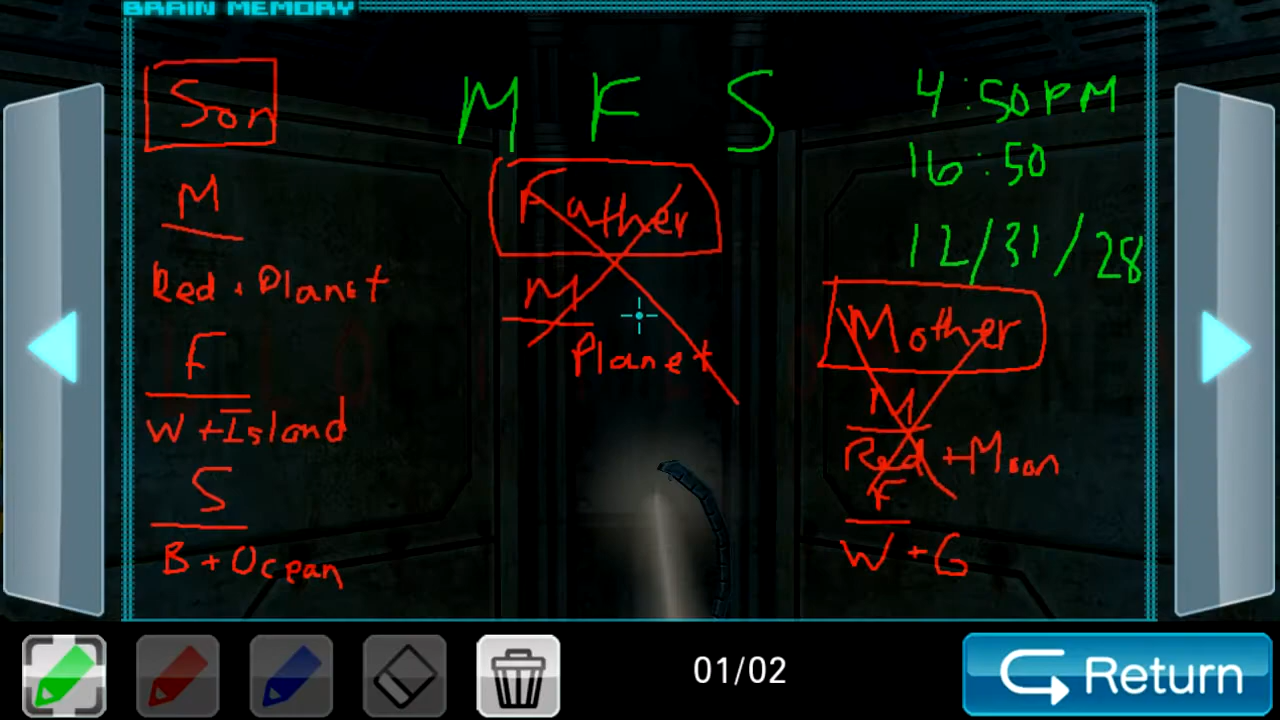 BRAIN MEMORY
Son
M F S
4:50PM
16:50
12/31/28
M
Red + Planet
F
W + Island
S
B + Ocean
Father
M
Planet
Mother
M
Red + Moon
F
W + G
01/02
Return